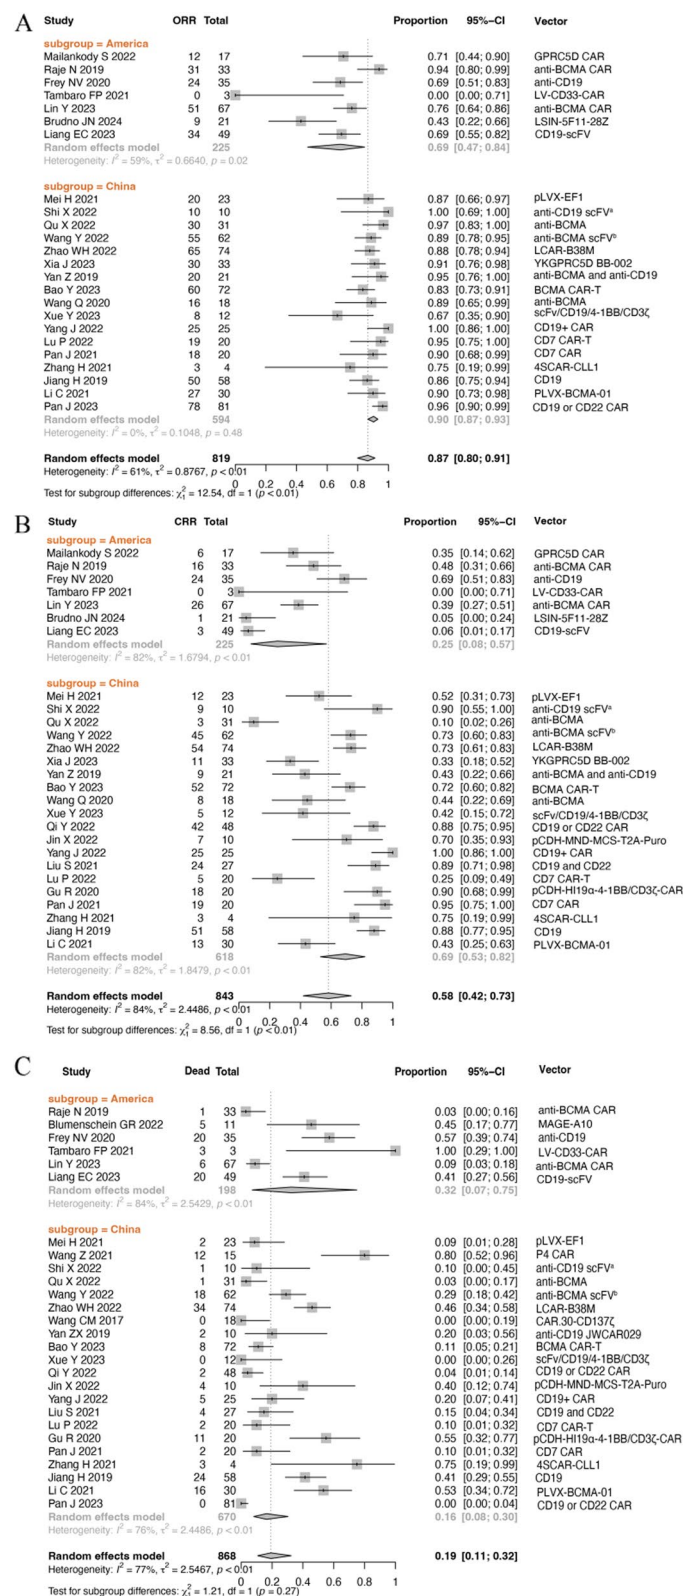 A
Study ORR Total Proportion 95%−CI Vector
subgroup = America
Mailankody S 2022 12 17 0.71 [0.44; 0.90] GPRC5D CAR
Raje N 2019 31 33 0.94 [0.80; 0.99] anti-BCMA CAR
Frey NV 2020 24 35 0.69 [0.51; 0.83] anti-CD19
Tambaro FP 2021 0 3 0.00 [0.00; 0.71] LV-CD33-CAR
Lin Y 2023 51 67 0.76 [0.64; 0.86] anti-BCMA CAR
Brudno JN 2024 9 21 0.43 [0.22; 0.66] LSIN-5F11-28Z
Liang EC 2023 34 49 0.69 [0.55; 0.82] CD19-scFV
Random effects model 225 0.69 [0.47; 0.84]
Heterogeneity: I² = 59%, τ² = 0.6640, p = 0.02
subgroup = China
Mei H 2021 20 23 0.87 [0.66; 0.97] pLVX-EF1
Shi X 2022 10 10 1.00 [0.69; 1.00] anti-CD19 scFVᵃ
Qu X 2022 30 31 0.97 [0.83; 1.00] anti-BCMA
Wang Y 2022 55 62 0.89 [0.78; 0.95] anti-BCMA scFVᵇ
Zhao WH 2022 65 74 0.88 [0.78; 0.94] LCAR-B38M
Xia J 2023 30 33 0.91 [0.76; 0.98] YKGPRC5D BB-002
Yan Z 2019 20 21 0.95 [0.76; 1.00] anti-BCMA and anti-CD19
Bao Y 2023 60 72 0.83 [0.73; 0.91] BCMA CAR-T
Wang Q 2020 16 18 0.89 [0.65; 0.99] anti-BCMA
Xue Y 2023 8 12 0.67 [0.35; 0.90] scFv/CD19/4-1BB/CD3ζ
Yang J 2022 25 25 1.00 [0.86; 1.00] CD19+ CAR
Lu P 2022 19 20 0.95 [0.75; 1.00] CD7 CAR-T
Pan J 2021 18 20 0.90 [0.68; 0.99] CD7 CAR
Zhang H 2021 3 4 0.75 [0.19; 0.99] 4SCAR-CLL1
Jiang H 2019 50 58 0.86 [0.75; 0.94] CD19
Li C 2021 27 30 0.90 [0.73; 0.98] PLVX-BCMA-01
Pan J 2023 78 81 0.96 [0.90; 0.99] CD19 or CD22 CAR
Random effects model 594 0.90 [0.87; 0.93]
Heterogeneity: I² = 0%, τ² = 0.1048, p = 0.48
Random effects model 819 0.87 [0.80; 0.91]
Heterogeneity: I² = 61%, τ² = 0.8767, p < 0.01
0 0.2 0.4 0.6 0.8 1
Test for subgroup differences: χ²₁ = 12.54, df = 1 (p < 0.01)
B
Study CRR Total Proportion 95%−CI Vector
subgroup = America
Mailankody S 2022 6 17 0.35 [0.14; 0.62] GPRC5D CAR
Raje N 2019 16 33 0.48 [0.31; 0.66] anti-BCMA CAR
Frey NV 2020 24 35 0.69 [0.51; 0.83] anti-CD19
Tambaro FP 2021 0 3 0.00 [0.00; 0.71] LV-CD33-CAR
Lin Y 2023 26 67 0.39 [0.27; 0.51] anti-BCMA CAR
Brudno JN 2024 1 21 0.05 [0.00; 0.24] LSIN-5F11-28Z
Liang EC 2023 3 49 0.06 [0.01; 0.17] CD19-scFV
Random effects model 225 0.25 [0.08; 0.57]
Heterogeneity: I² = 82%, τ² = 1.6794, p < 0.01
subgroup = China
Mei H 2021 12 23 0.52 [0.31; 0.73] pLVX-EF1
Shi X 2022 9 10 0.90 [0.55; 1.00] anti-CD19 scFVᵃ
Qu X 2022 3 31 0.10 [0.02; 0.26] anti-BCMA
Wang Y 2022 45 62 0.73 [0.60; 0.83] anti-BCMA scFVᵇ
Zhao WH 2022 54 74 0.73 [0.61; 0.83] LCAR-B38M
Xia J 2023 11 33 0.33 [0.18; 0.52] YKGPRC5D BB-002
Yan Z 2019 9 21 0.43 [0.22; 0.66] anti-BCMA and anti-CD19
Bao Y 2023 52 72 0.72 [0.60; 0.82] BCMA CAR-T
Wang Q 2020 8 18 0.44 [0.22; 0.69] anti-BCMA
Xue Y 2023 5 12 0.42 [0.15; 0.72] scFv/CD19/4-1BB/CD3ζ
Qi Y 2022 42 48 0.88 [0.75; 0.95] CD19 or CD22 CAR
Jin X 2022 7 10 0.70 [0.35; 0.93] pCDH-MND-MCS-T2A-Puro
Yang J 2022 25 25 1.00 [0.86; 1.00] CD19+ CAR
Liu S 2021 24 27 0.89 [0.71; 0.98] CD19 and CD22
Lu P 2022 5 20 0.25 [0.09; 0.49] CD7 CAR-T
Gu R 2020 18 20 0.90 [0.68; 0.99] pCDH-HI19α-4-1BB/CD3ζ-CAR
Pan J 2021 19 20 0.95 [0.75; 1.00] CD7 CAR
Zhang H 2021 3 4 0.75 [0.19; 0.99] 4SCAR-CLL1
Jiang H 2019 51 58 0.88 [0.77; 0.95] CD19
Li C 2021 13 30 0.43 [0.25; 0.63] PLVX-BCMA-01
Random effects model 618 0.69 [0.53; 0.82]
Heterogeneity: I² = 82%, τ² = 1.8479, p < 0.01
Random effects model 843 0.58 [0.42; 0.73]
Heterogeneity: I² = 84%, τ² = 2.4486, p < 0.01
0 0.2 0.4 0.6 0.8 1
Test for subgroup differences: χ²₁ = 8.56, df = 1 (p < 0.01)
C
Study Dead Total Proportion 95%−CI Vector
subgroup = America
Raje N 2019 1 33 0.03 [0.00; 0.16] anti-BCMA CAR
Blumenschein GR 2022 5 11 0.45 [0.17; 0.77] MAGE-A10
Frey NV 2020 20 35 0.57 [0.39; 0.74] anti-CD19
Tambaro FP 2021 3 3 1.00 [0.29; 1.00] LV-CD33-CAR
Lin Y 2023 6 67 0.09 [0.03; 0.18] anti-BCMA CAR
Liang EC 2023 20 49 0.41 [0.27; 0.56] CD19-scFV
Random effects model 198 0.32 [0.07; 0.75]
Heterogeneity: I² = 84%, τ² = 2.5429, p < 0.01
subgroup = China
Mei H 2021 2 23 0.09 [0.01; 0.28] pLVX-EF1
Wang Z 2021 12 15 0.80 [0.52; 0.96] P4 CAR
Shi X 2022 1 10 0.10 [0.00; 0.45] anti-CD19 scFVᵃ
Qu X 2022 1 31 0.03 [0.00; 0.17] anti-BCMA
Wang Y 2022 18 62 0.29 [0.18; 0.42] anti-BCMA scFVᵇ
Zhao WH 2022 34 74 0.46 [0.34; 0.58] LCAR-B38M
Wang CM 2017 0 18 0.00 [0.00; 0.19] CAR.30-CD137ζ
Yan ZX 2019 2 10 0.20 [0.03; 0.56] anti-CD19 JWCAR029
Bao Y 2023 8 72 0.11 [0.05; 0.21] BCMA CAR-T
Xue Y 2023 0 12 0.00 [0.00; 0.26] scFv/CD19/4-1BB/CD3ζ
Qi Y 2022 2 48 0.04 [0.01; 0.14] CD19 or CD22 CAR
Jin X 2022 4 10 0.40 [0.12; 0.74] pCDH-MND-MCS-T2A-Puro
Yang J 2022 5 25 0.20 [0.07; 0.41] CD19+ CAR
Liu S 2021 4 27 0.15 [0.04; 0.34] CD19 and CD22
Lu P 2022 2 20 0.10 [0.01; 0.32] CD7 CAR-T
Gu R 2020 11 20 0.55 [0.32; 0.77] pCDH-HI19α-4-1BB/CD3ζ-CAR
Pan J 2021 2 20 0.10 [0.01; 0.32] CD7 CAR
Zhang H 2021 3 4 0.75 [0.19; 0.99] 4SCAR-CLL1
Jiang H 2019 24 58 0.41 [0.29; 0.55] CD19
Li C 2021 16 30 0.53 [0.34; 0.72] PLVX-BCMA-01
Pan J 2023 0 81 0.00 [0.00; 0.04] CD19 or CD22 CAR
Random effects model 670 0.16 [0.08; 0.30]
Heterogeneity: I² = 76%, τ² = 2.4486, p < 0.01
Random effects model 868 0.19 [0.11; 0.32]
Heterogeneity: I² = 77%, τ² = 2.5467, p < 0.01
0 0.2 0.4 0.6 0.8 1
Test for subgroup differences: χ²₁ = 1.21, df = 1 (p = 0.27)